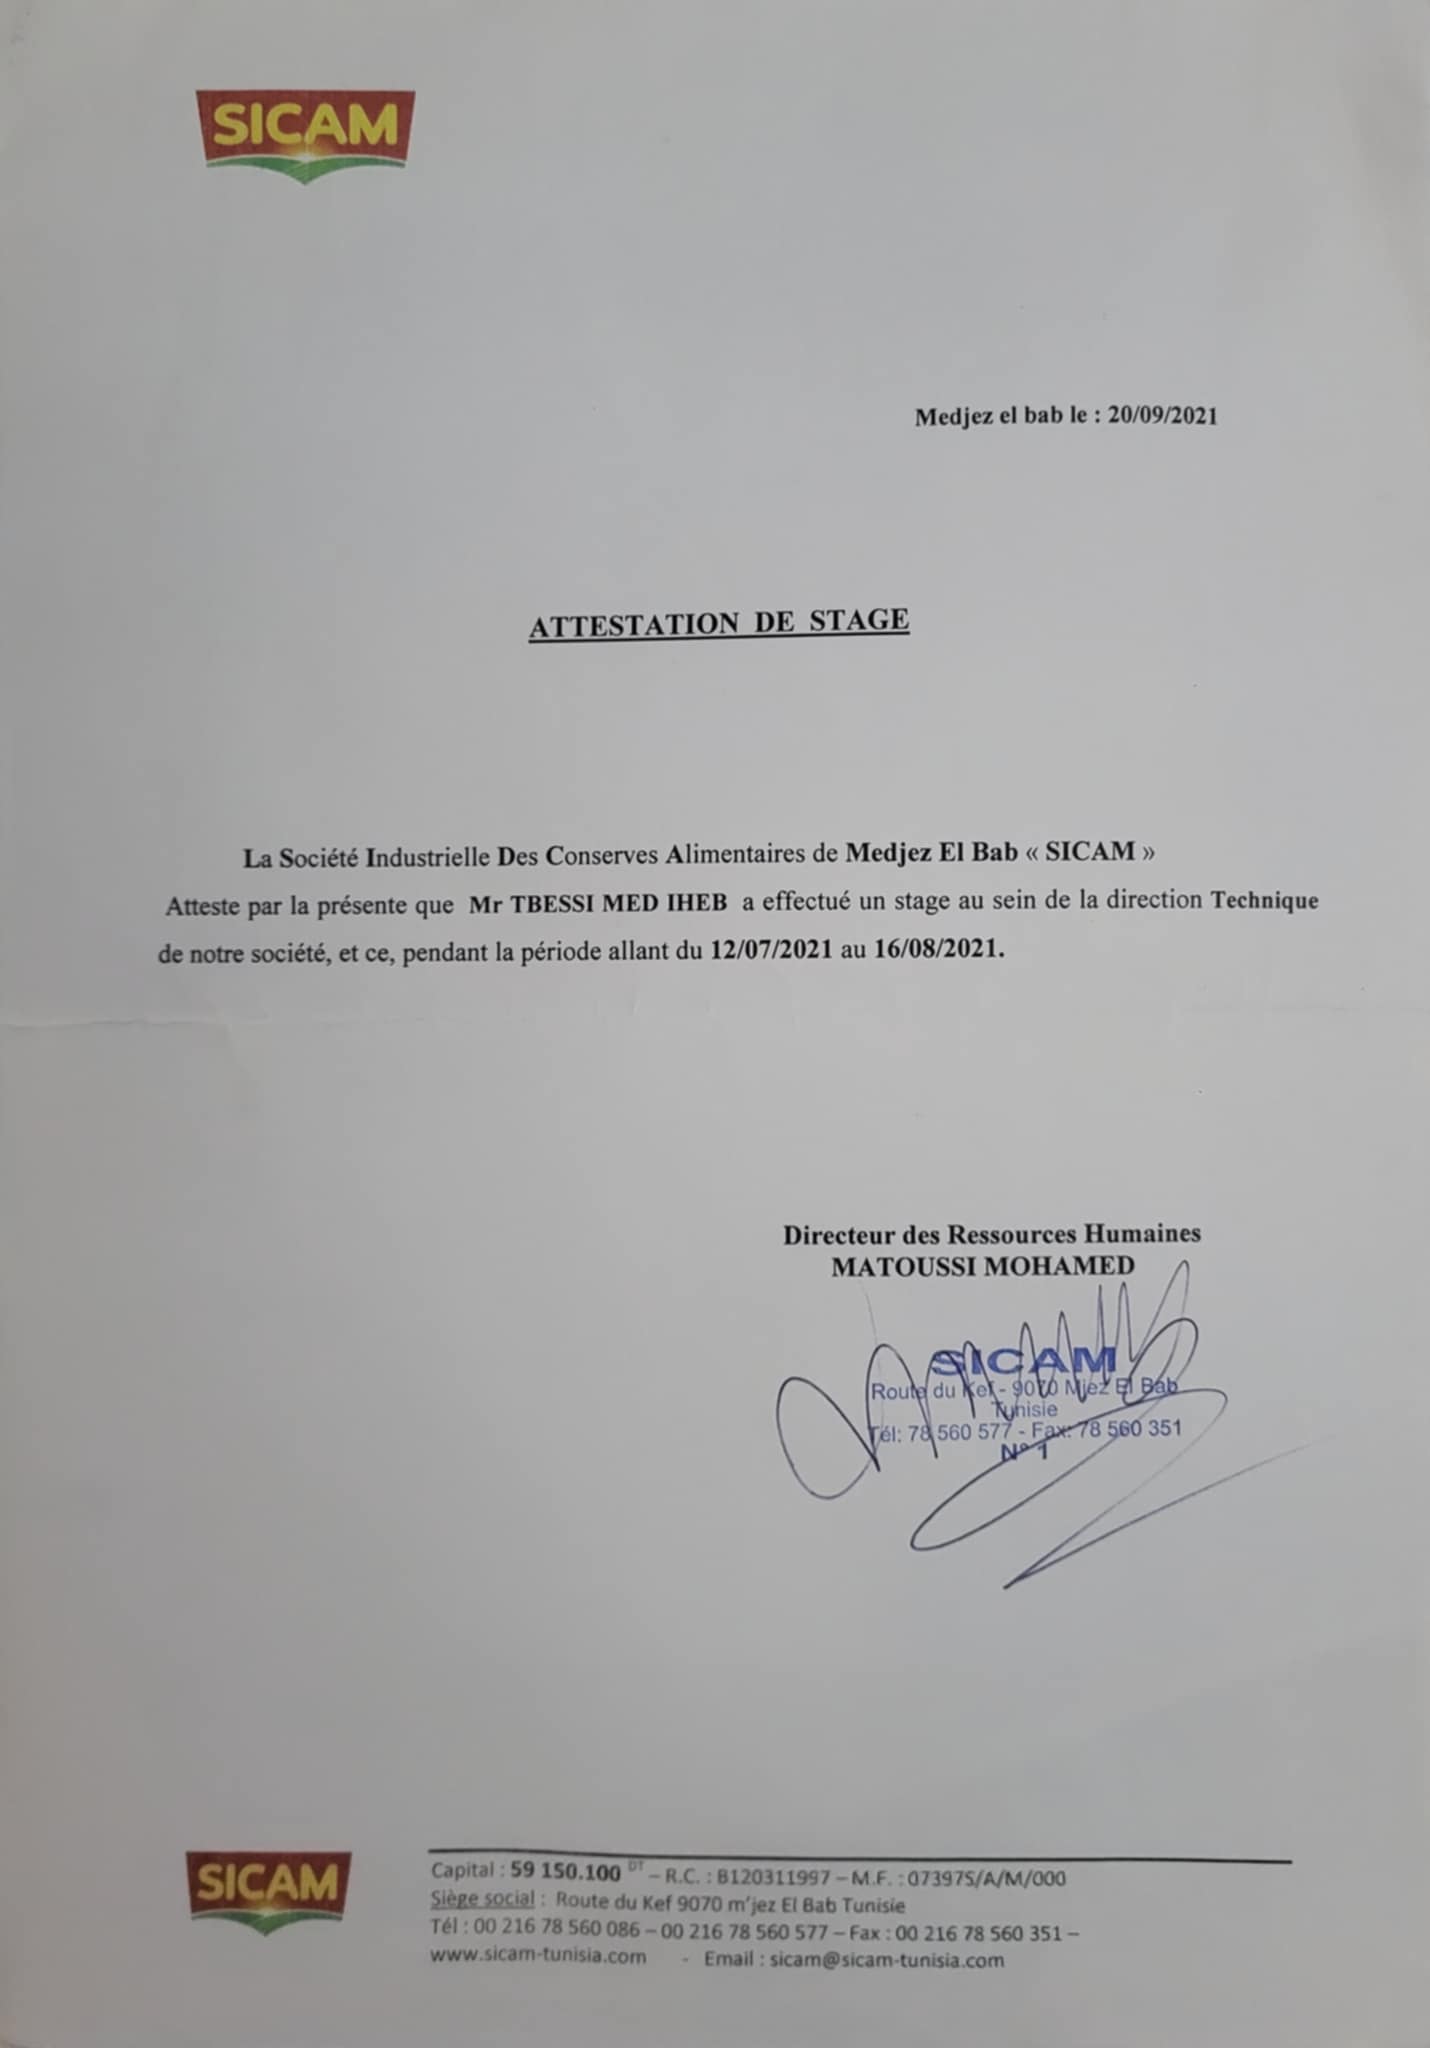 SICAM
Medjez el bab le : 20/09/2021
ATTESTATION DE STAGE
La Société Industrielle Des Conserves Alimentaires de Medjez El Bab « SICAM »
Atteste par la présente que Mr TBESSI MED IHEB a effectué un stage au sein de la direction Technique
de notre société, et ce, pendant la période allant du 12/07/2021 au 16/08/2021.
Directeur des Ressources Humaines
MATOUSSI MOHAMED
SICAM
Route du Kef - 9070 Mjez El Bab
Tunisie
Tél: 78 560 577 - Fax: 78 560 351
N° 1
SICAM
Capital : 59 150.100 DT – R.C. : B120311997 – M.F. : 07397S/A/M/000
Siège social : Route du Kef 9070 m’jez El Bab Tunisie
Tél : 00 216 78 560 086 – 00 216 78 560 577 – Fax : 00 216 78 560 351 –
www.sicam-tunisia.com - Email : sicam@sicam-tunisia.com